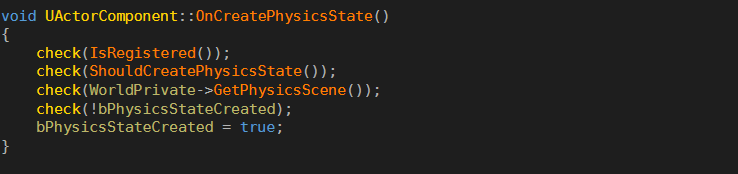 void UActorComponent::OnCreatePhysicsState()
{
    check(IsRegistered());
    check(ShouldCreatePhysicsState());
    check(WorldPrivate->GetPhysicsScene());
    check(!bPhysicsStateCreated);
    bPhysicsStateCreated = true;
}